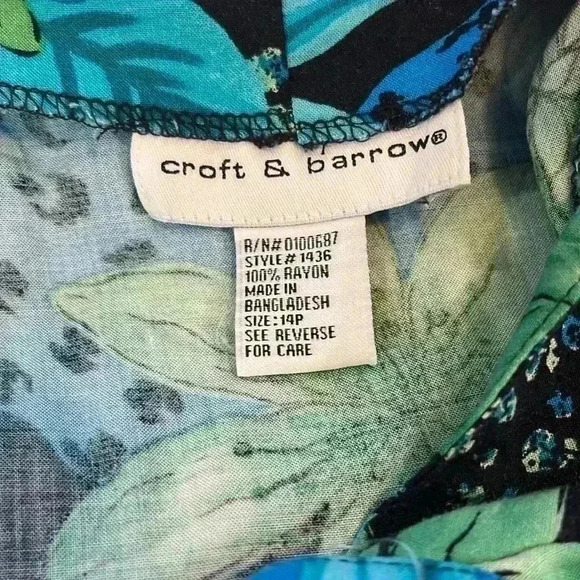 croft & barrow®
R/N# 0100687
STYLE# 1436
100% RAYON
MADE IN
BANGLADESH
SIZE: 14P
SEE REVERSE
FOR CARE